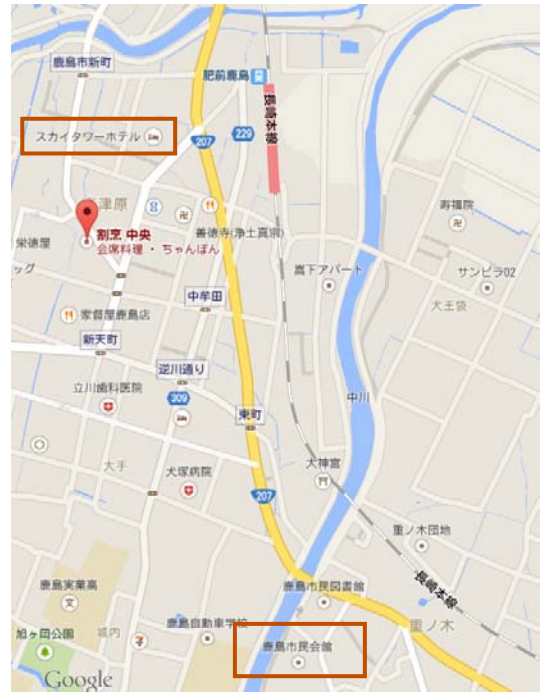 鹿島市新町
肥前鹿島
長崎本線
スカイタワーホテル
207
229
津原
寿福院
善徳寺(浄土真宗)
割烹 中央
会席料理・ちゃんぽん
栄徳屋
ッグ
嵩下アパート
サンピラ02
大王袋
中牟田
家督屋鹿島店
新天町
逆川通り
立川歯科医院
309
中川
東町
大手
犬塚病院
大神宮
207
重ノ木団地
長崎本線
鹿島実業高
鹿島市民図書館
旭ヶ岡公園
城内
鹿島自動車学校
重ノ木
鹿島市民会館
Google